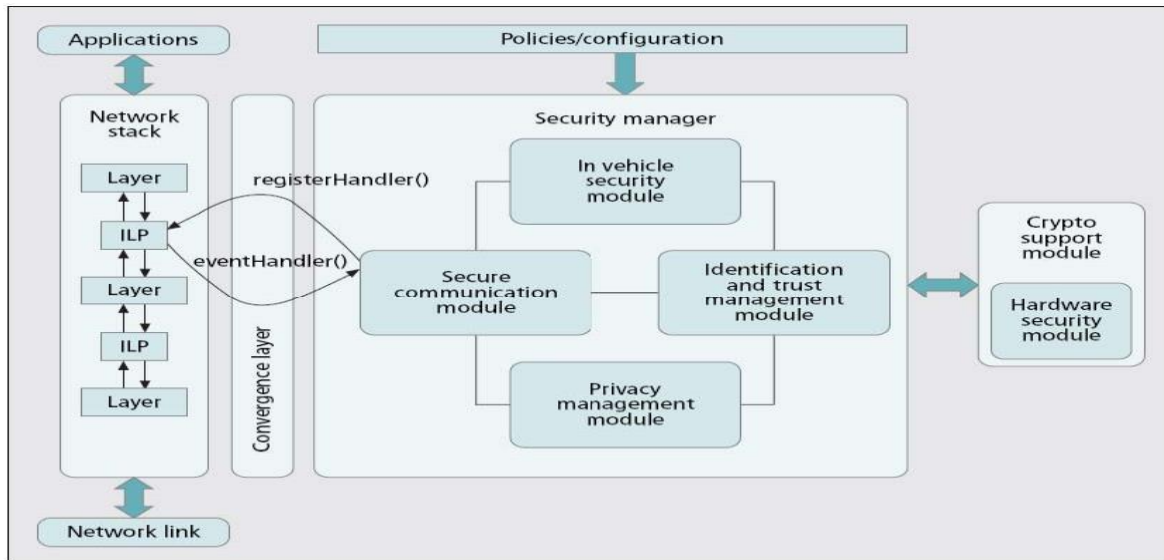 Applications
Policies/configuration
Network
stack
Layer
ILP
Layer
ILP
Layer
Network link
Convergence layer
registerHandler()
eventHandler()
Security manager
In vehicle
security
module
Secure
communication
module
Identification
and trust
management
module
Privacy
management
module
Crypto
support
module
Hardware
security
module